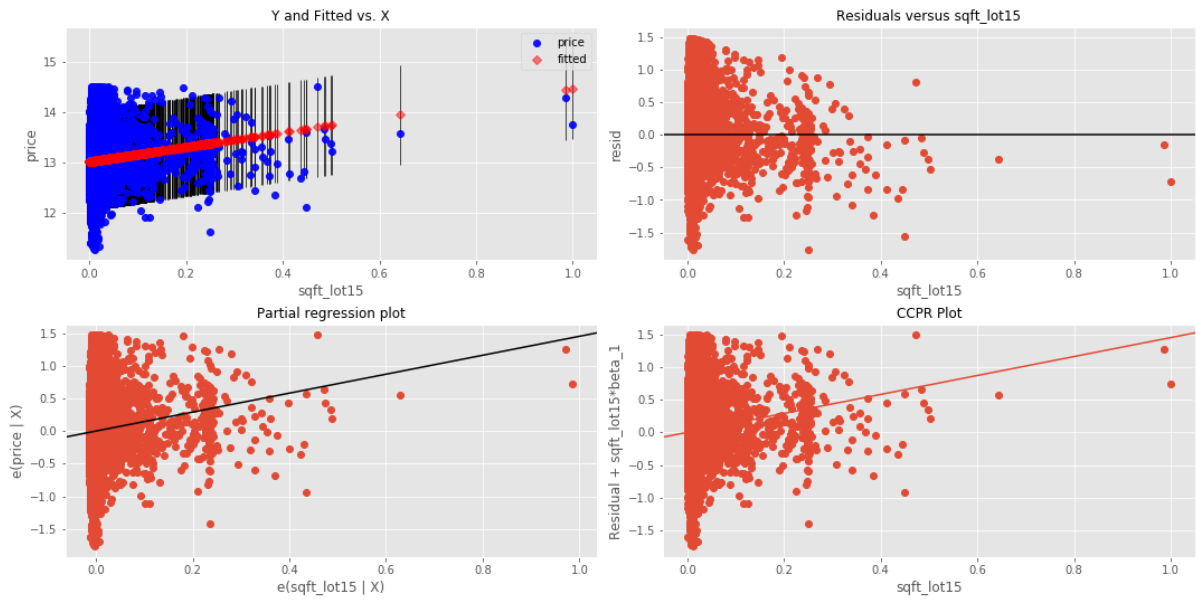 Y and Fitted vs. X
price
fitted
15
14
13
12
price
0.0 0.2 0.4 0.6 0.8 1.0
sqft_lot15
Residuals versus sqft_lot15
1.5
1.0
0.5
0.0
−0.5
−1.0
−1.5
resid
0.0 0.2 0.4 0.6 0.8 1.0
sqft_lot15
Partial regression plot
1.5
1.0
0.5
0.0
−0.5
−1.0
−1.5
e(price | X)
0.0 0.2 0.4 0.6 0.8 1.0
e(sqft_lot15 | X)
CCPR Plot
1.5
1.0
0.5
0.0
−0.5
−1.0
−1.5
Residual + sqft_lot15*beta_1
0.0 0.2 0.4 0.6 0.8 1.0
sqft_lot15